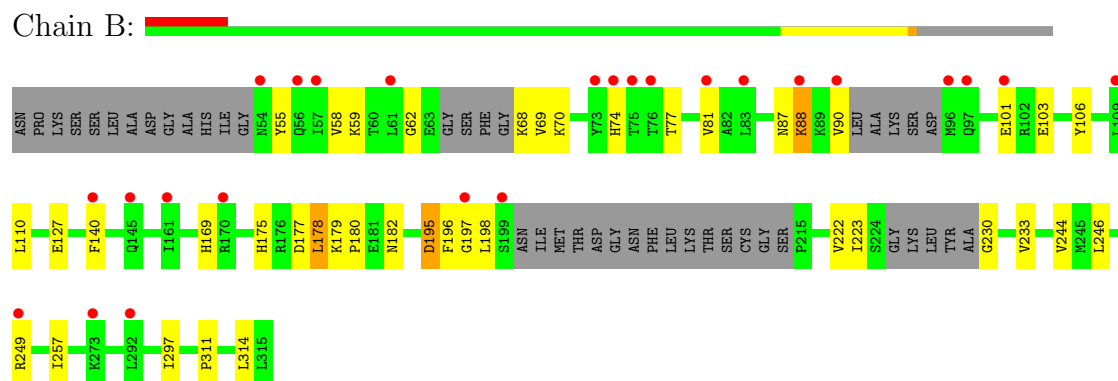 Chain B:
ASN PRO LYS SER SER LEU ALA ASP GLY ALA HIS ILE GLY N54 Y55 Q56 I57 V58 K59 T60 L61 G62 E63 GLY SER PHE GLY K68 V69 K70 Y73 H74 T75 T76 T77 V81 A82 L83 N87 K88 K89 V90 LEU ALA LYS SER ASP M96 Q97 E101 R102 E103 Y106 L109
L110 E127 F140 Q145 I161 H169 R170 H175 R176 D177 L178 K179 P180 E181 N182 D195 F196 G197 L198 S199 ASN ILE MET THR ASP GLY ASN PHE LEU LYS THR SER CYS GLY SER P215 V222 I223 S224 GLY LYS LEU TYR ALA G230 V233 V244 M245 L246
R249 I257 K273 L292 I297 P311 L314 L315